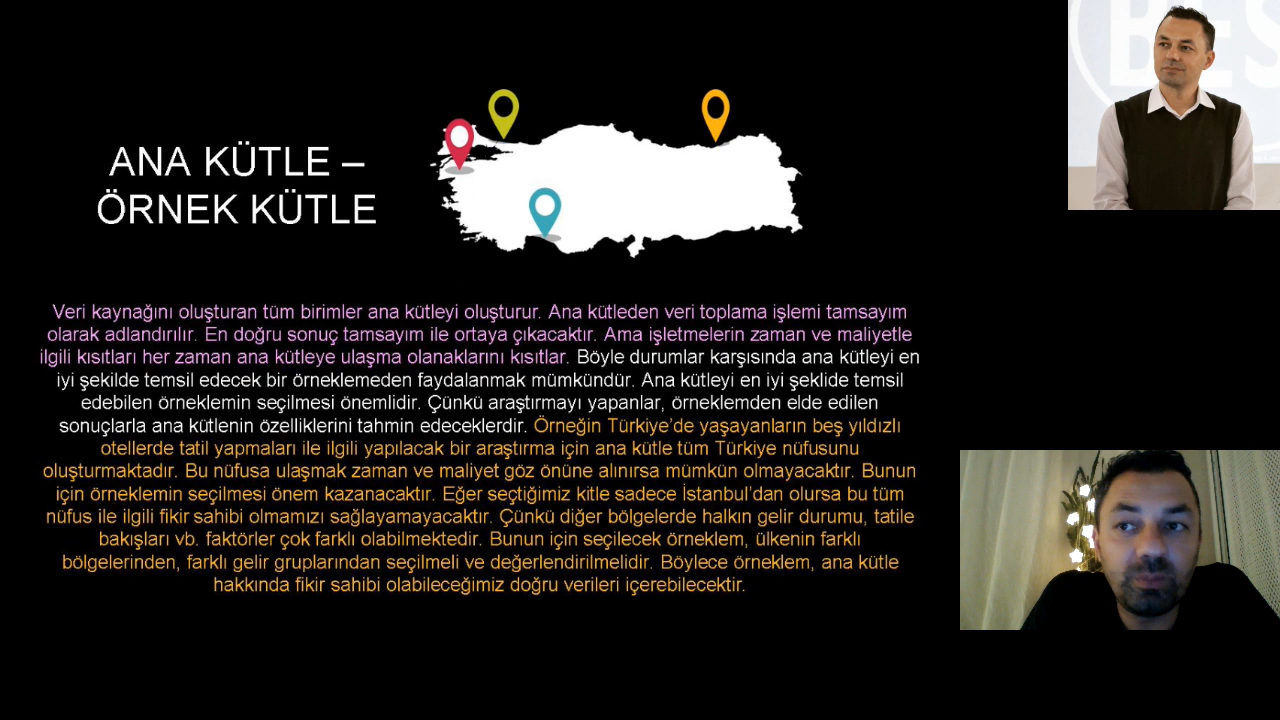 ANA KÜTLE –
ÖRNEK KÜTLE
Veri kaynağını oluşturan tüm birimler ana kütleyi oluşturur. Ana kütleden veri toplama işlemi tamsayım
olarak adlandırılır. En doğru sonuç tamsayım ile ortaya çıkacaktır. Ama işletmelerin zaman ve maliyetle
ilgili kısıtları her zaman ana kütleye ulaşma olanaklarını kısıtlar. Böyle durumlar karşısında ana kütleyi en
iyi şekilde temsil edecek bir örneklemeden faydalanmak mümkündür. Ana kütleyi en iyi şeklide temsil
edebilen örneklemin seçilmesi önemlidir. Çünkü araştırmayı yapanlar, örneklemden elde edilen
sonuçlarla ana kütlenin özelliklerini tahmin edeceklerdir. Örneğin Türkiye’de yaşayanların beş yıldızlı
otellerde tatil yapmaları ile ilgili yapılacak bir araştırma için ana kütle tüm Türkiye nüfusunu
oluşturmaktadır. Bu nüfusa ulaşmak zaman ve maliyet göz önüne alınırsa mümkün olmayacaktır. Bunun
için örneklemin seçilmesi önem kazanacaktır. Eğer seçtiğimiz kitle sadece İstanbul’dan olursa bu tüm
nüfus ile ilgili fikir sahibi olmamızı sağlayamayacaktır. Çünkü diğer bölgelerde halkın gelir durumu, tatile
bakışları vb. faktörler çok farklı olabilmektedir. Bunun için seçilecek örneklem, ülkenin farklı
bölgelerinden, farklı gelir gruplarından seçilmeli ve değerlendirilmelidir. Böylece örneklem, ana kütle
hakkında fikir sahibi olabileceğimiz doğru verileri içerebilecektir.
BES